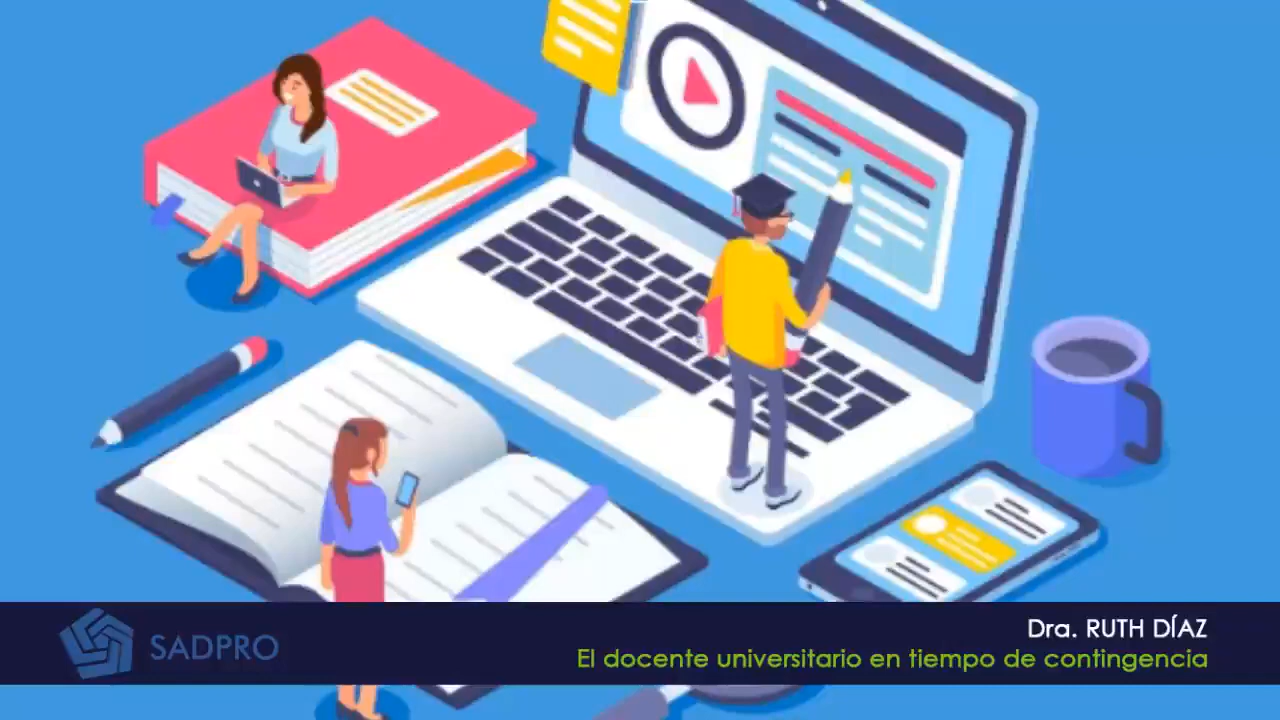 SADPRO
Dra. RUTH DÍAZ
El docente universitario en tiempo de contingencia